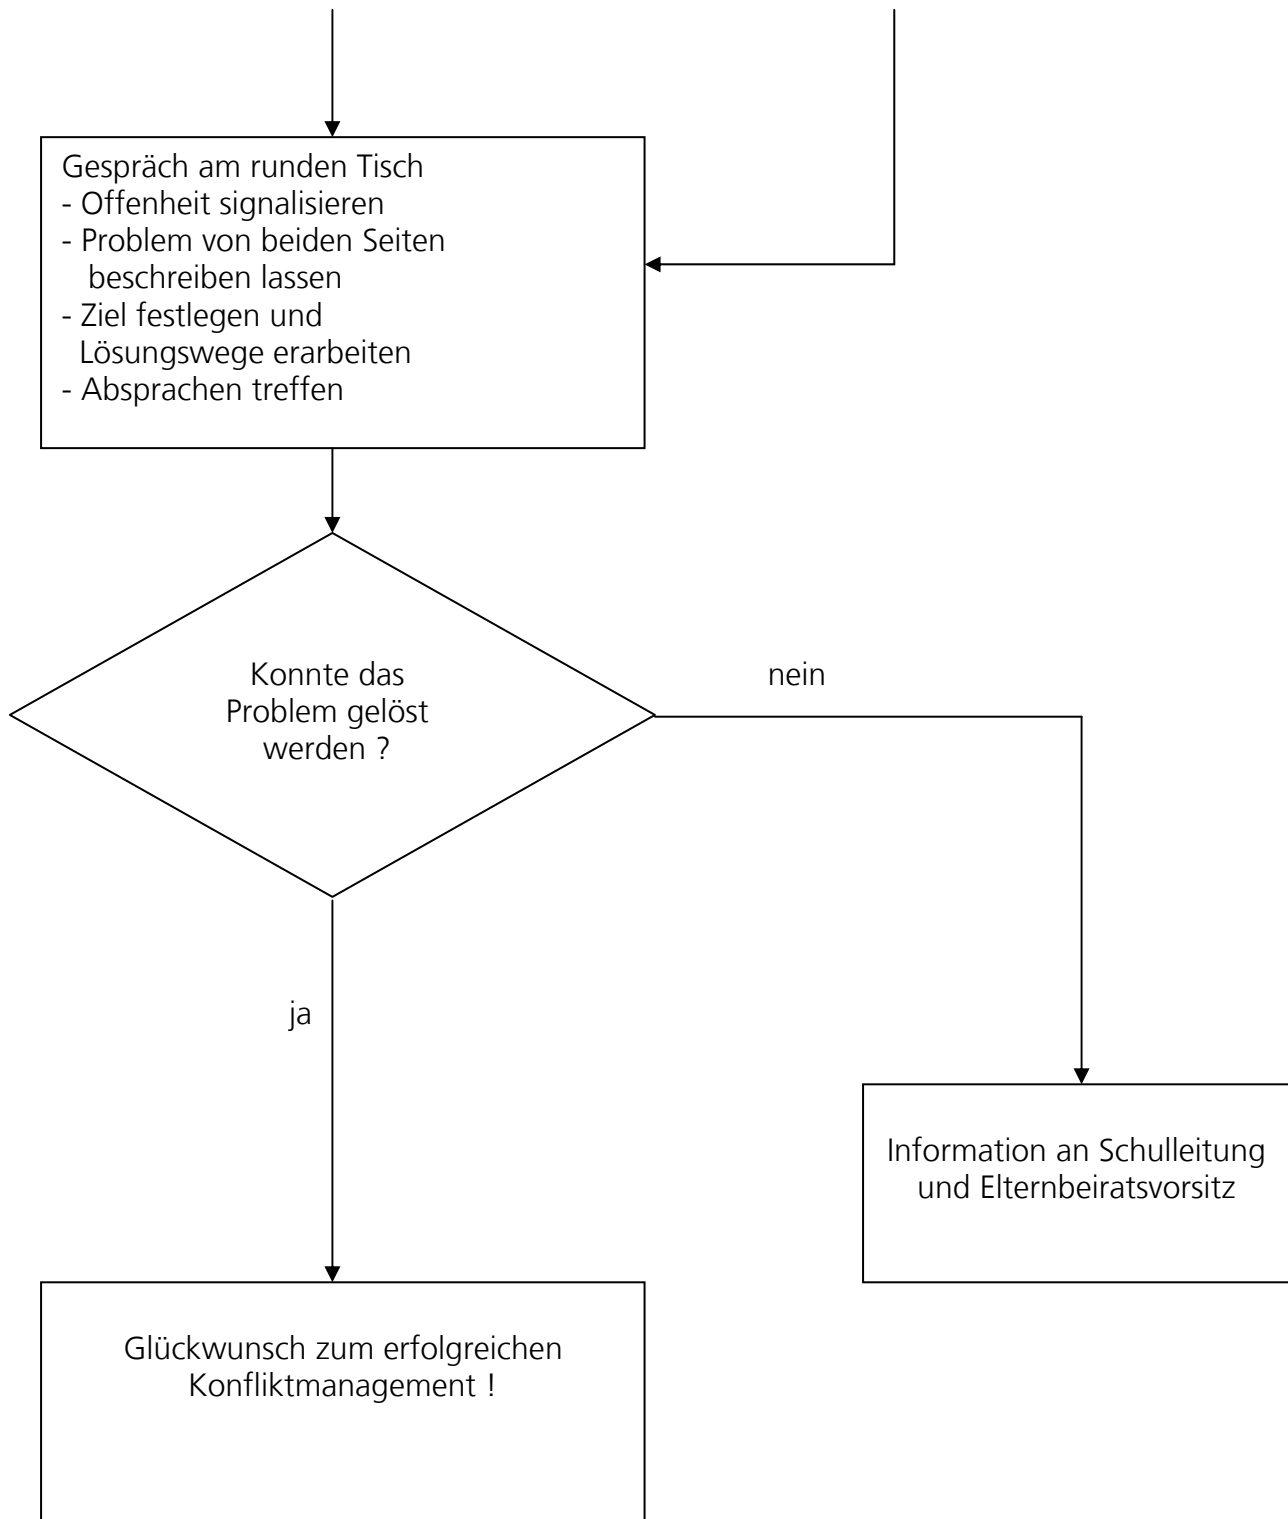 Gespräch am runden Tisch
- Offenheit signalisieren
- Problem von beiden Seiten
beschreiben lassen
- Ziel festlegen und
Lösungswege erarbeiten
- Absprachen treffen
Konnte das
Problem gelöst
werden ?
nein
ja
Information an Schulleitung
und Elternbeiratsvorsitz
Glückwunsch zum erfolgreichen
Konfliktmanagement !